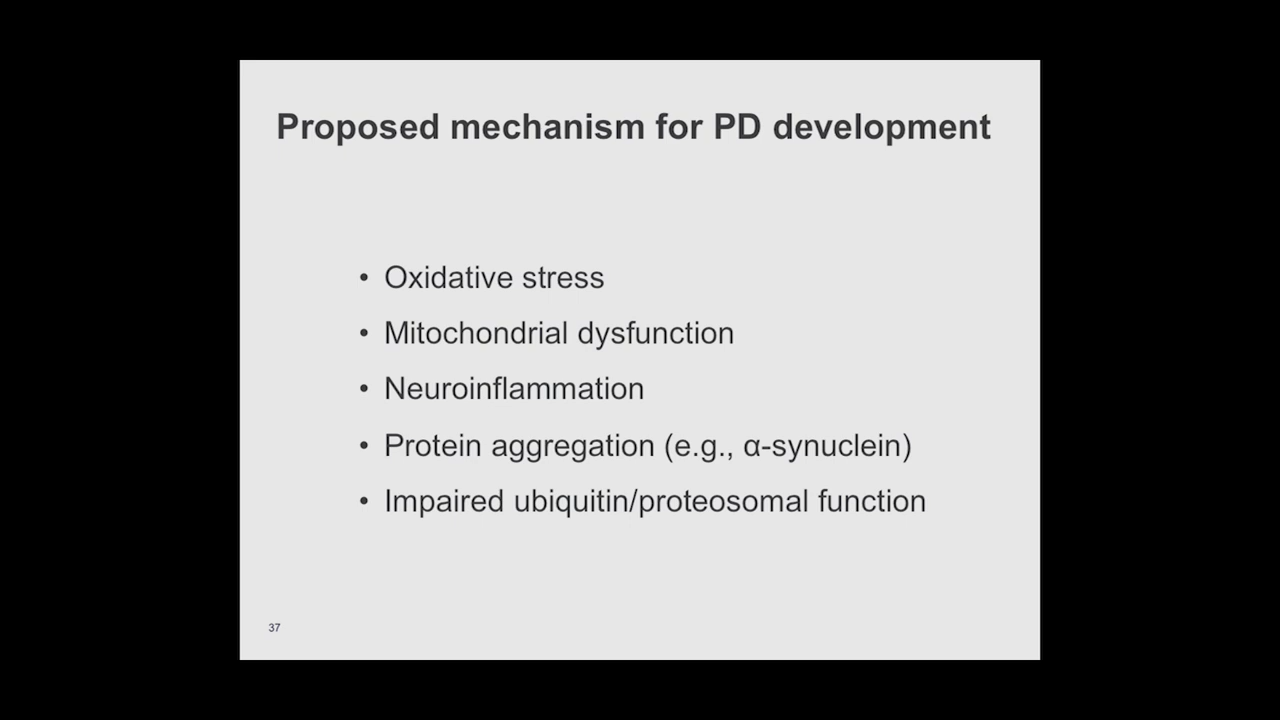 Proposed mechanism for PD development
• Oxidative stress
• Mitochondrial dysfunction
• Neuroinflammation
• Protein aggregation (e.g., α-synuclein)
• Impaired ubiquitin/proteosomal function
37